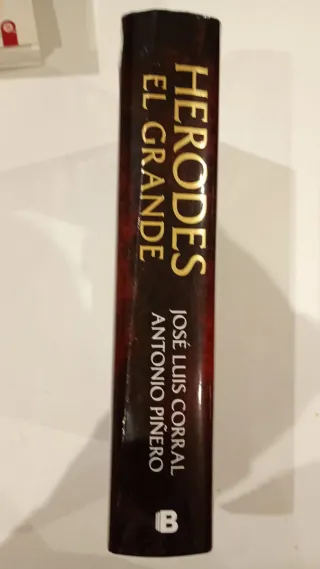 HERODES
EL GRANDE
JOSÉ LUIS CORRAL
ANTONIO PIÑERO
B